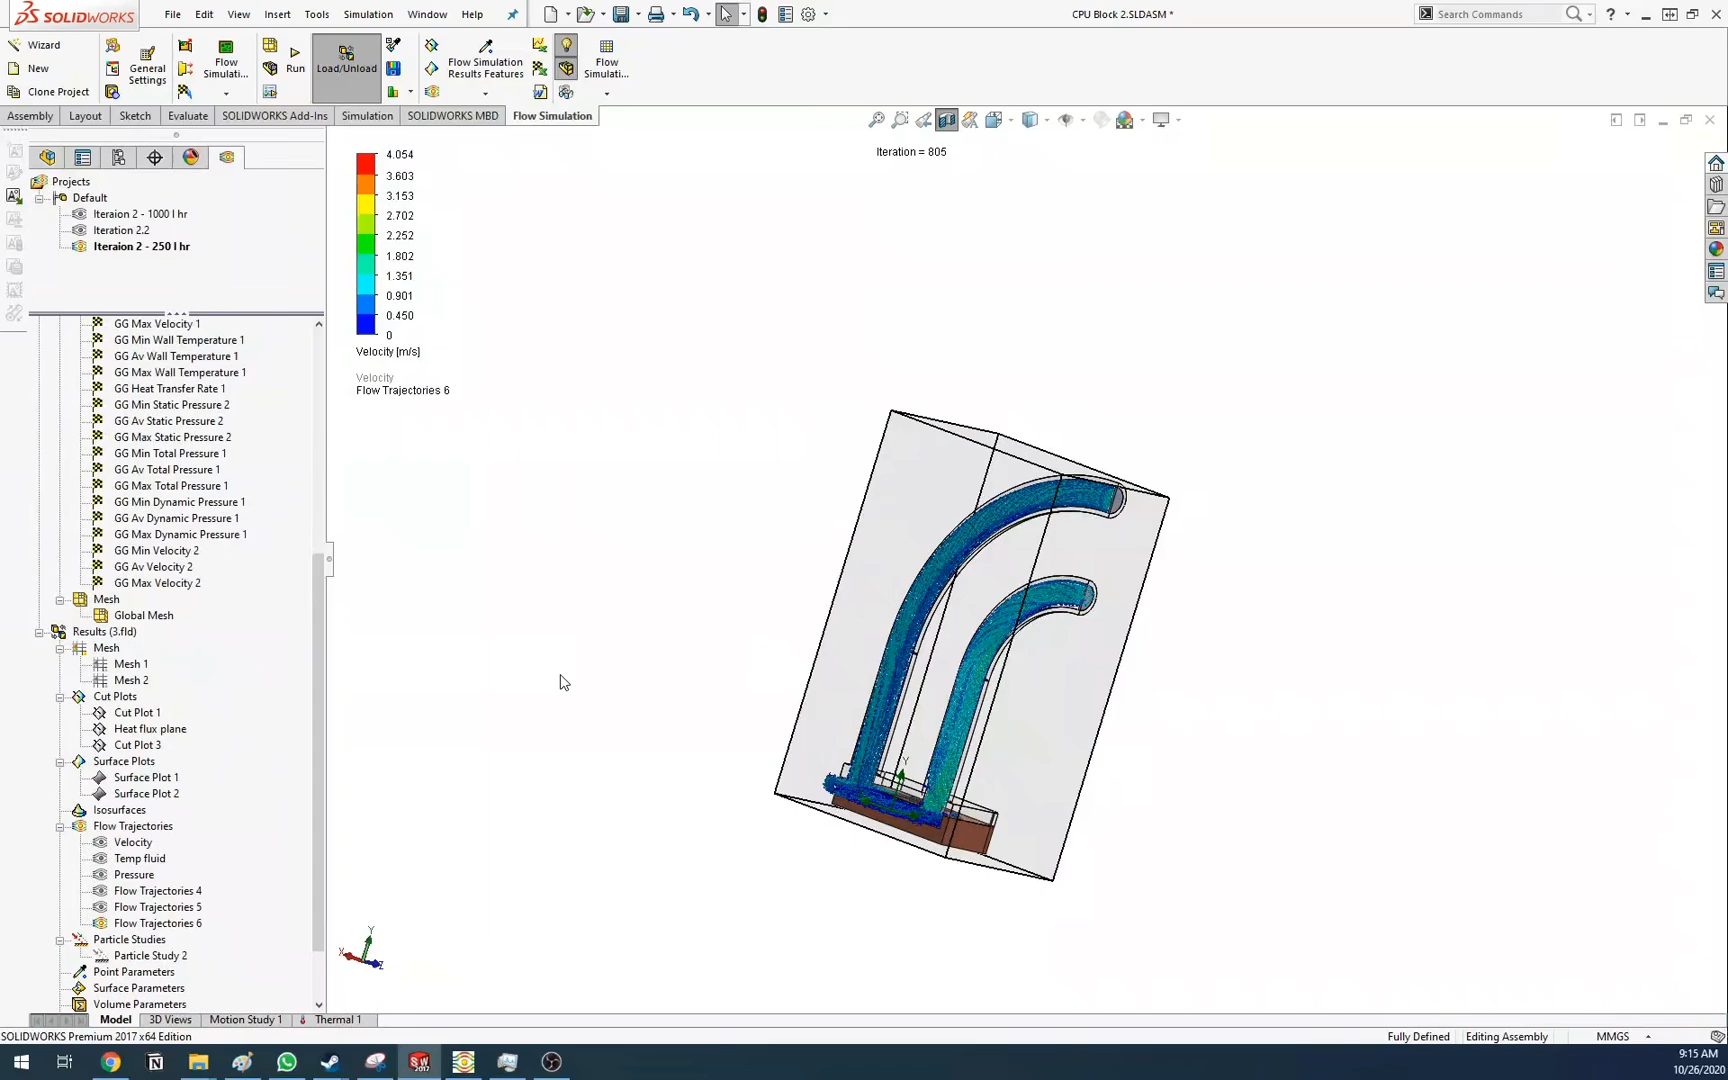 SOLIDWORKS File Edit View Insert Tools Simulation Window Help CPU Block 2.SLDASM * Search Commands
Wizard
New
Clone Project
General Settings
Flow Simulati...
Run
Load/Unload
Flow Simulation Results Features
Flow Simulati...
Assembly Layout Sketch Evaluate SOLIDWORKS Add-Ins Simulation SOLIDWORKS MBD Flow Simulation
Projects
Default
Iteraion 2 - 1000 l hr
Iteration 2.2
Iteraion 2 - 250 l hr
GG Max Velocity 1
GG Min Wall Temperature 1
GG Av Wall Temperature 1
GG Max Wall Temperature 1
GG Heat Transfer Rate 1
GG Min Static Pressure 2
GG Av Static Pressure 2
GG Max Static Pressure 2
GG Min Total Pressure 1
GG Av Total Pressure 1
GG Max Total Pressure 1
GG Min Dynamic Pressure 1
GG Av Dynamic Pressure 1
GG Max Dynamic Pressure 1
GG Min Velocity 2
GG Av Velocity 2
GG Max Velocity 2
Mesh
Global Mesh
Results (3.fld)
Mesh
Mesh 1
Mesh 2
Cut Plots
Cut Plot 1
Heat flux plane
Cut Plot 3
Surface Plots
Surface Plot 1
Surface Plot 2
Isosurfaces
Flow Trajectories
Velocity
Temp fluid
Pressure
Flow Trajectories 4
Flow Trajectories 5
Flow Trajectories 6
Particle Studies
Particle Study 2
Point Parameters
Surface Parameters
Volume Parameters
4.054
3.603
3.153
2.702
2.252
1.802
1.351
0.901
0.450
0
Velocity [m/s]
Velocity
Flow Trajectories 6
Iteration = 805
Y
Y
X
Z
Model 3D Views Motion Study 1 Thermal 1
SOLIDWORKS Premium 2017 x64 Edition Fully Defined Editing Assembly MMGS
SW
2017
9:15 AM
10/26/2020